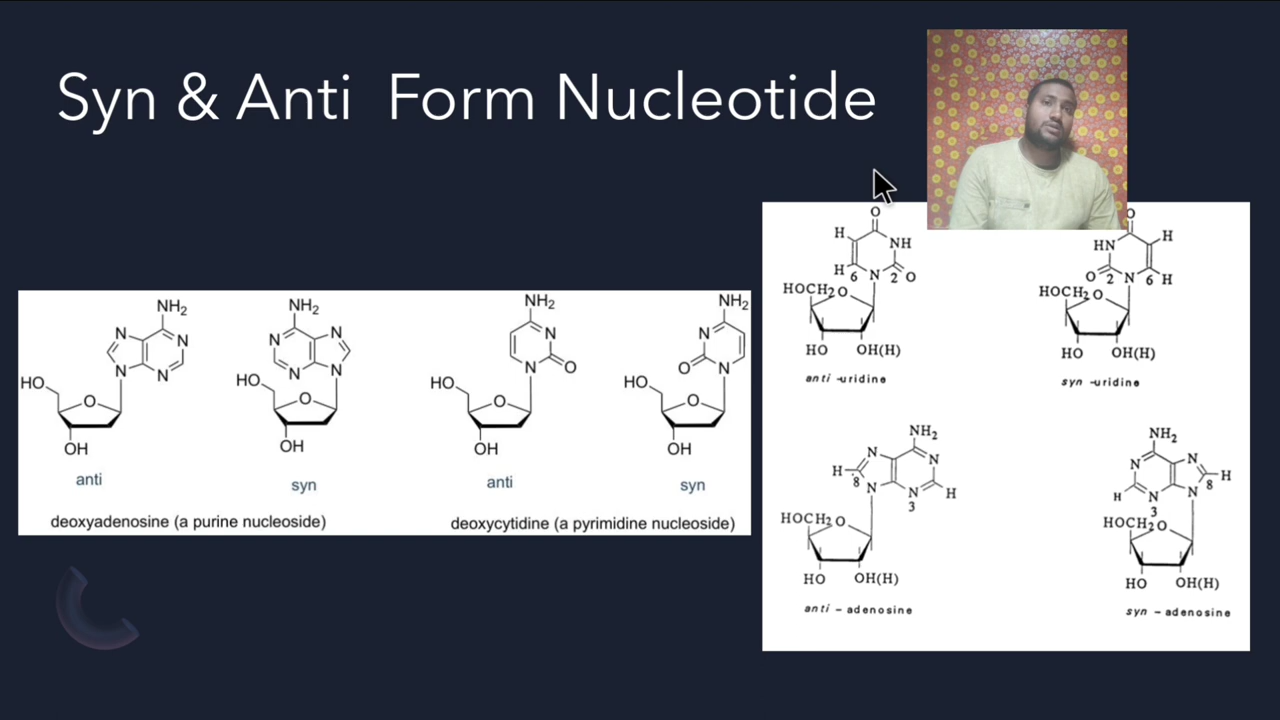 Syn & Anti Form Nucleotide
NH2
N
N
N
N
HO
O
OH
anti
NH2
N
N
N
N
HO
O
OH
syn
deoxyadenosine (a purine nucleoside)
NH2
N
N
O
HO
O
OH
anti
NH2
N
N
O
HO
O
OH
syn
deoxycytidine (a pyrimidine nucleoside)
O
H
NH
H 6 N 2 O
HOCH2 O
HO OH(H)
anti -uridine
O
HN
H
O 2 N 6 H
HOCH2 O
HO OH(H)
syn -uridine
NH2
N
N
H
8
N
N
H
3
HOCH2 O
HO OH(H)
anti - adenosine
NH2
N
N
H
8
H
N
N
3
HOCH2 O
HO OH(H)
syn - adenosine